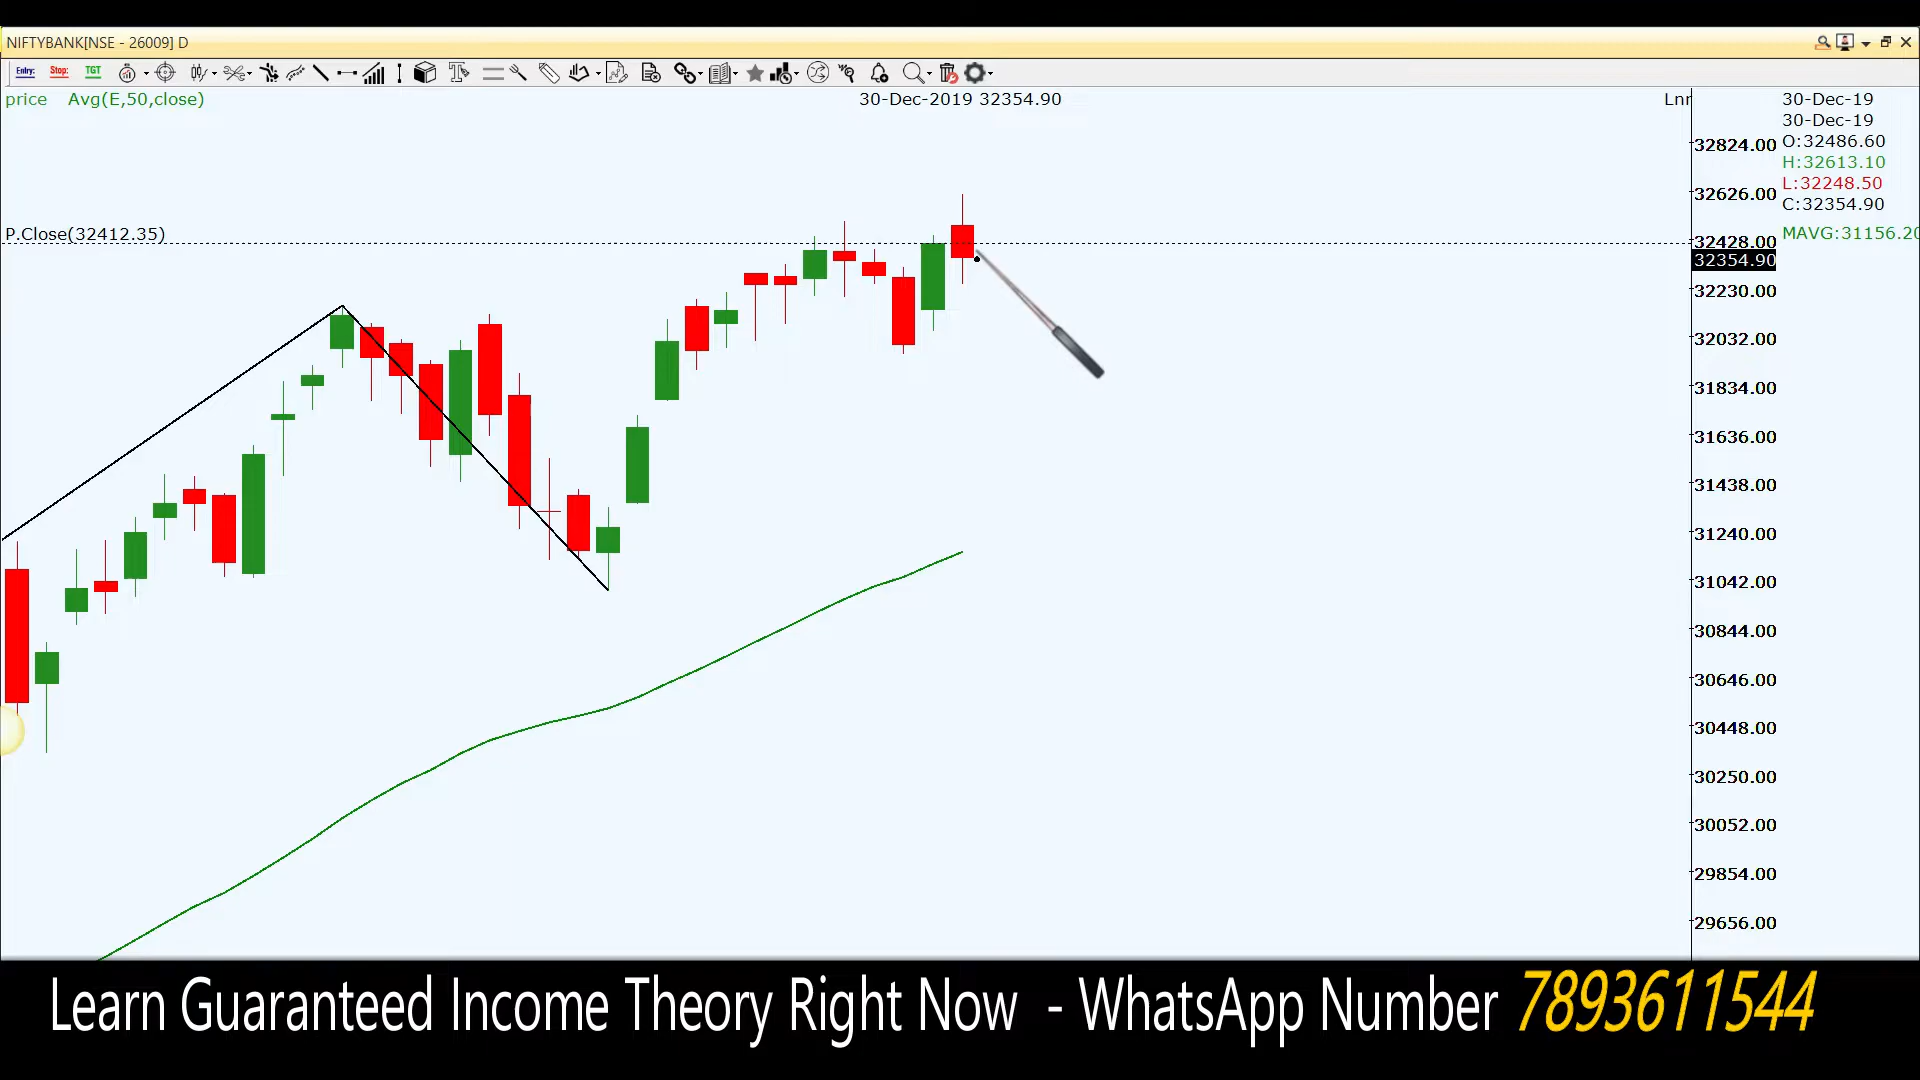 NIFTYBANK[NSE - 26009] D
Entry: Stop: TGT
price Avg(E,50,close) 30-Dec-2019 32354.90 Lnr
30-Dec-19
30-Dec-19
O:32486.60
H:32613.10
L:32248.50
C:32354.90
MAVG:31156.20
P.Close(32412.35)
32824.00
32626.00
32428.00
32354.90
32230.00
32032.00
31834.00
31636.00
31438.00
31240.00
31042.00
30844.00
30646.00
30448.00
30250.00
30052.00
29854.00
29656.00
Learn Guaranteed Income Theory Right Now - WhatsApp Number 7893611544